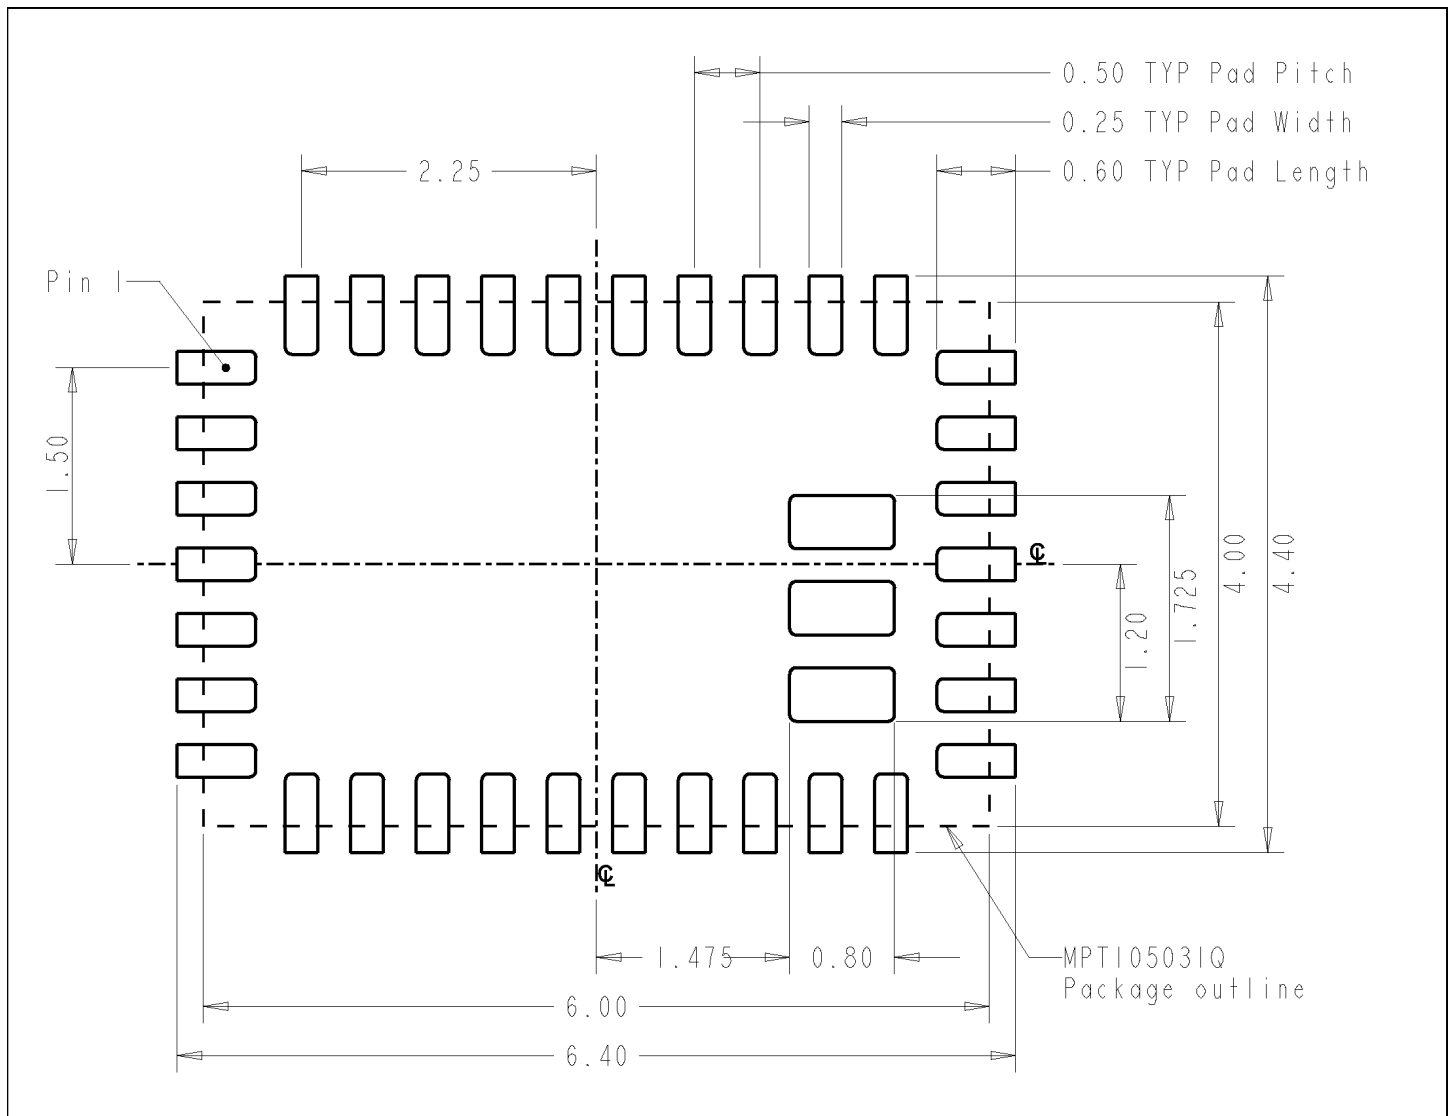 0.50 TYP Pad Pitch
0.25 TYP Pad Width
2.25
0.60 TYP Pad Length
Pin 1
1.50
℄
4.00
4.40
1.725
1.20
℄
1.475
0.80
MPT105031Q
Package outline
6.00
6.40